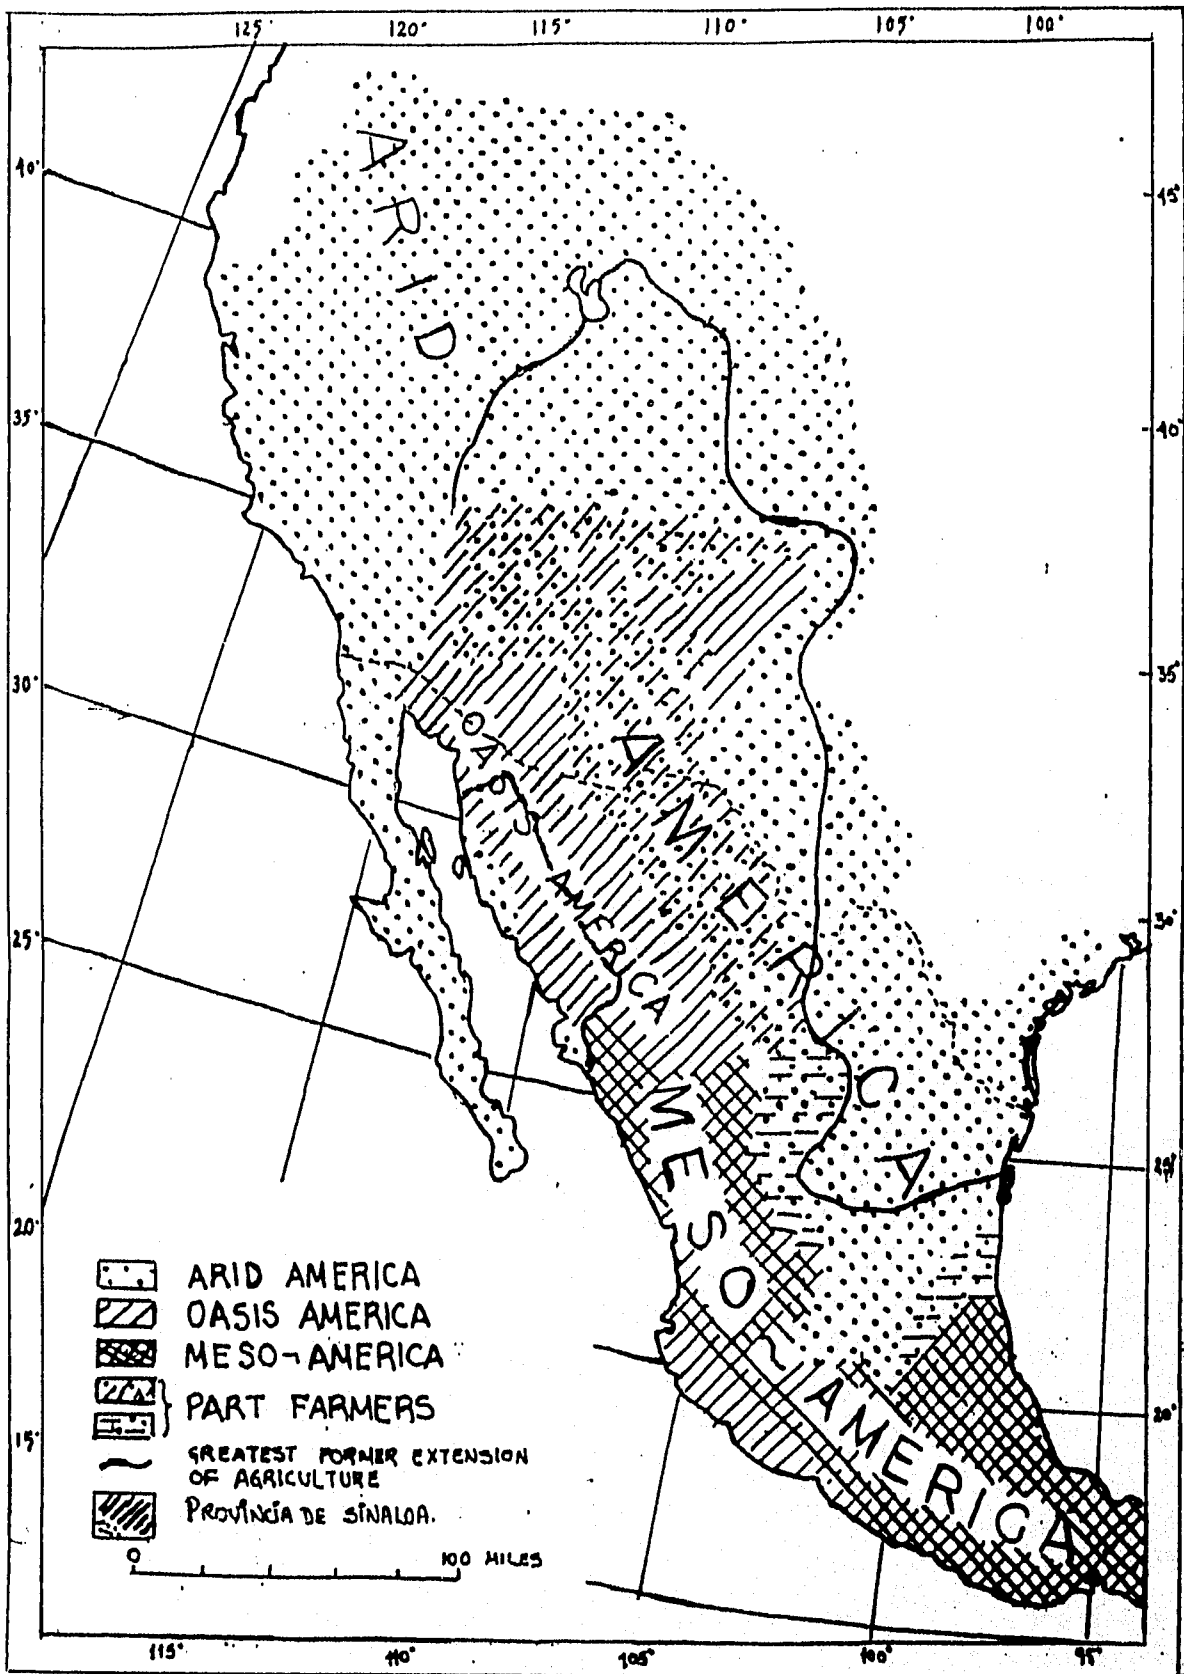 125° 120° 115° 110° 105° 100°
40°
35°
30°
25°
20°
15°
45°
40°
35°
30°
25°
20°
ARID AMERICA
OASIS AMERICA
MESO-AMERICA
ARID AMERICA
OASIS AMERICA
MESO-AMERICA
PART FARMERS
GREATEST FORMER EXTENSION
OF AGRICULTURE
PROVÍNCIA DE SINALOA.
0 100 MILES
115° 110° 105° 100° 95°